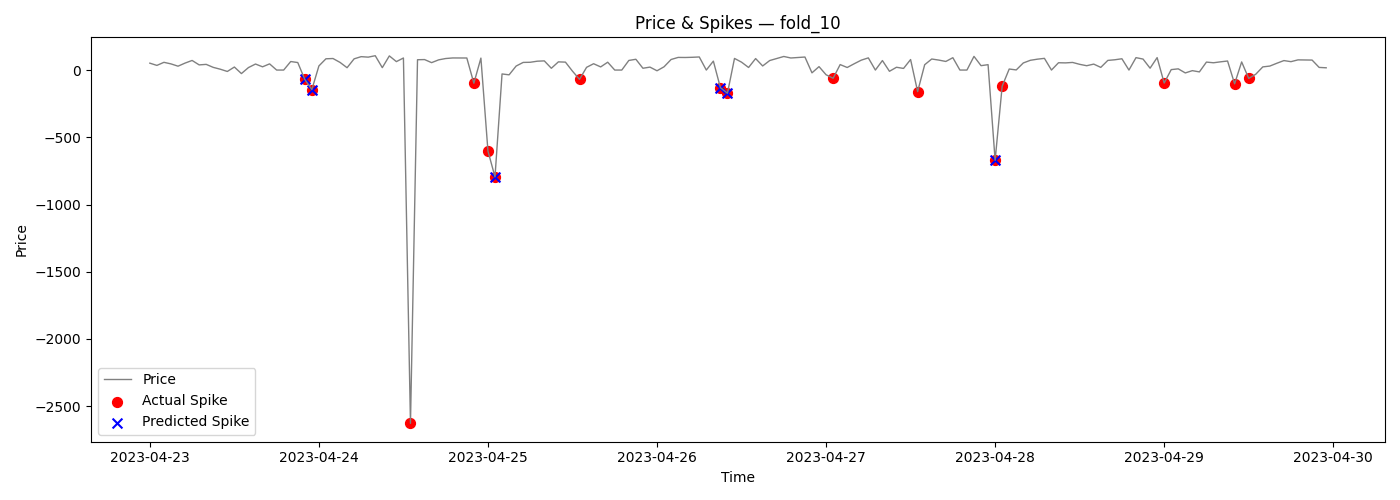 Price & Spikes — fold_10
Price
0
−500
−1000
−1500
−2000
−2500
Price
Actual Spike
Predicted Spike
2023-04-23 2023-04-24 2023-04-25 2023-04-26 2023-04-27 2023-04-28 2023-04-29 2023-04-30
Time